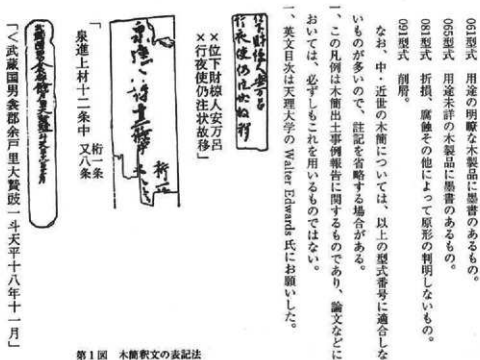 061型式　用途の明瞭な木製品に墨書のあるもの。
065型式　用途未詳の木製品に墨書のあるもの。
081型式　折損、腐蝕その他によって原形の判明しないもの。
091型式　削屑。
なお、中・近世の木簡については、以上の型式番号に適合しな
いものが多いので、註記を省略する場合がある。
一、この凡例は木簡出土事例報告に関するものであり、論文などに
おいては、必ずしもこれを用いるものではない。
一、英文目次は天理大学の Walter Edwards 氏にお願いした。
×位下財椋人安万呂
×行夜使仍注状故移」
「泉進上材十二条中 桁一条 又八条
「＜武蔵国男衾郡余戸里大贄豉一斗天平十八年十一月」
第1図　木簡釈文の表記法